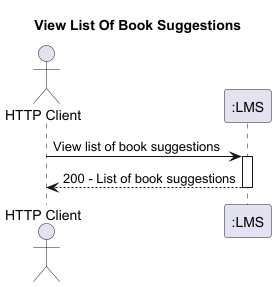 View List Of Book Suggestions
HTTP Client
:LMS
View list of book suggestions
200 - List of book suggestions
HTTP Client
:LMS